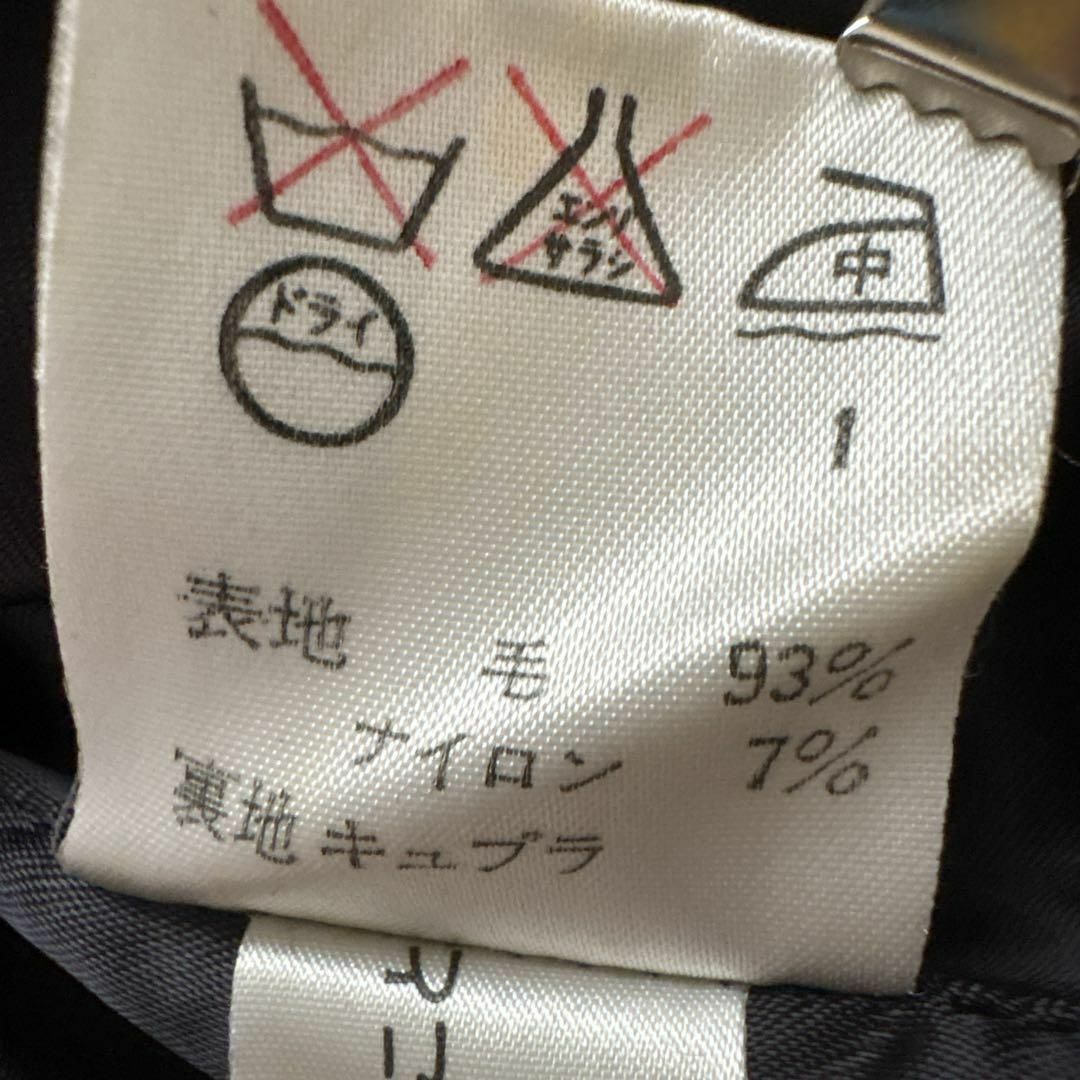 エンソ
サラシ
中
ドライ
1
表地 毛 93%
ナイロン 7%
裏地 キュプラ